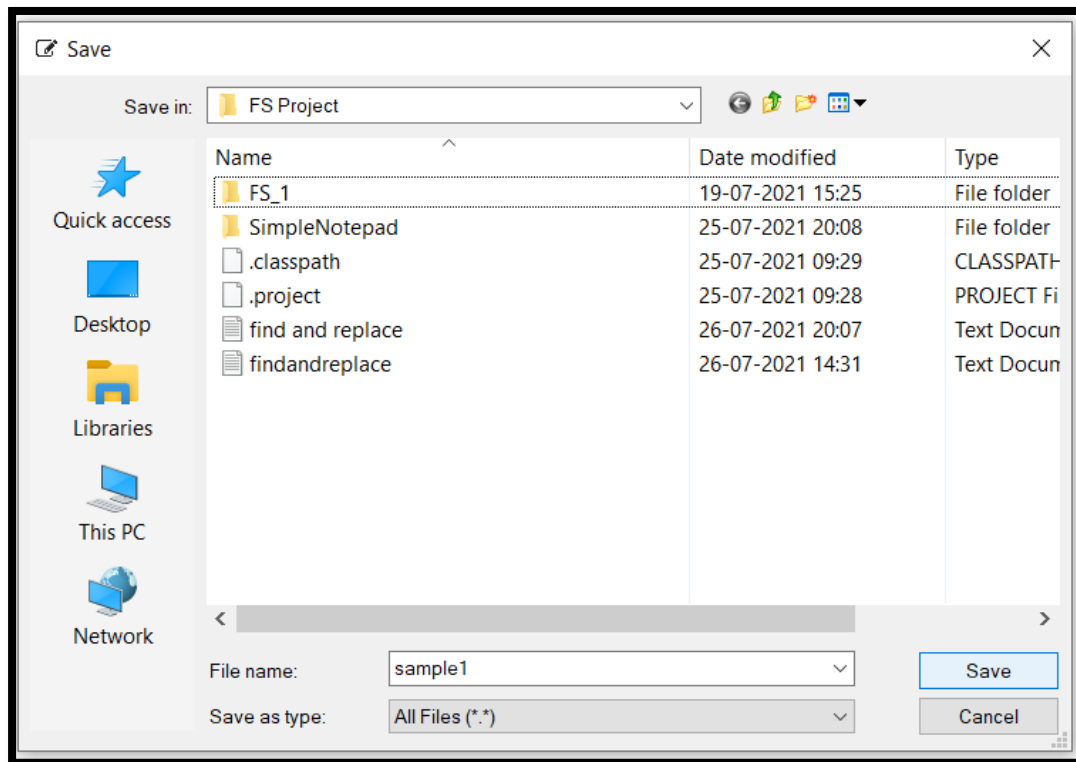 Save
Save in: FS Project
Name Date modified Type
FS_1 19-07-2021 15:25 File folder
SimpleNotepad 25-07-2021 20:08 File folder
.classpath 25-07-2021 09:29 CLASSPATH
.project 25-07-2021 09:28 PROJECT Fi
find and replace 26-07-2021 20:07 Text Docum
findandreplace 26-07-2021 14:31 Text Docum
Quick access
Desktop
Libraries
This PC
Network
File name: sample1 Save
Save as type: All Files (*.*) Cancel